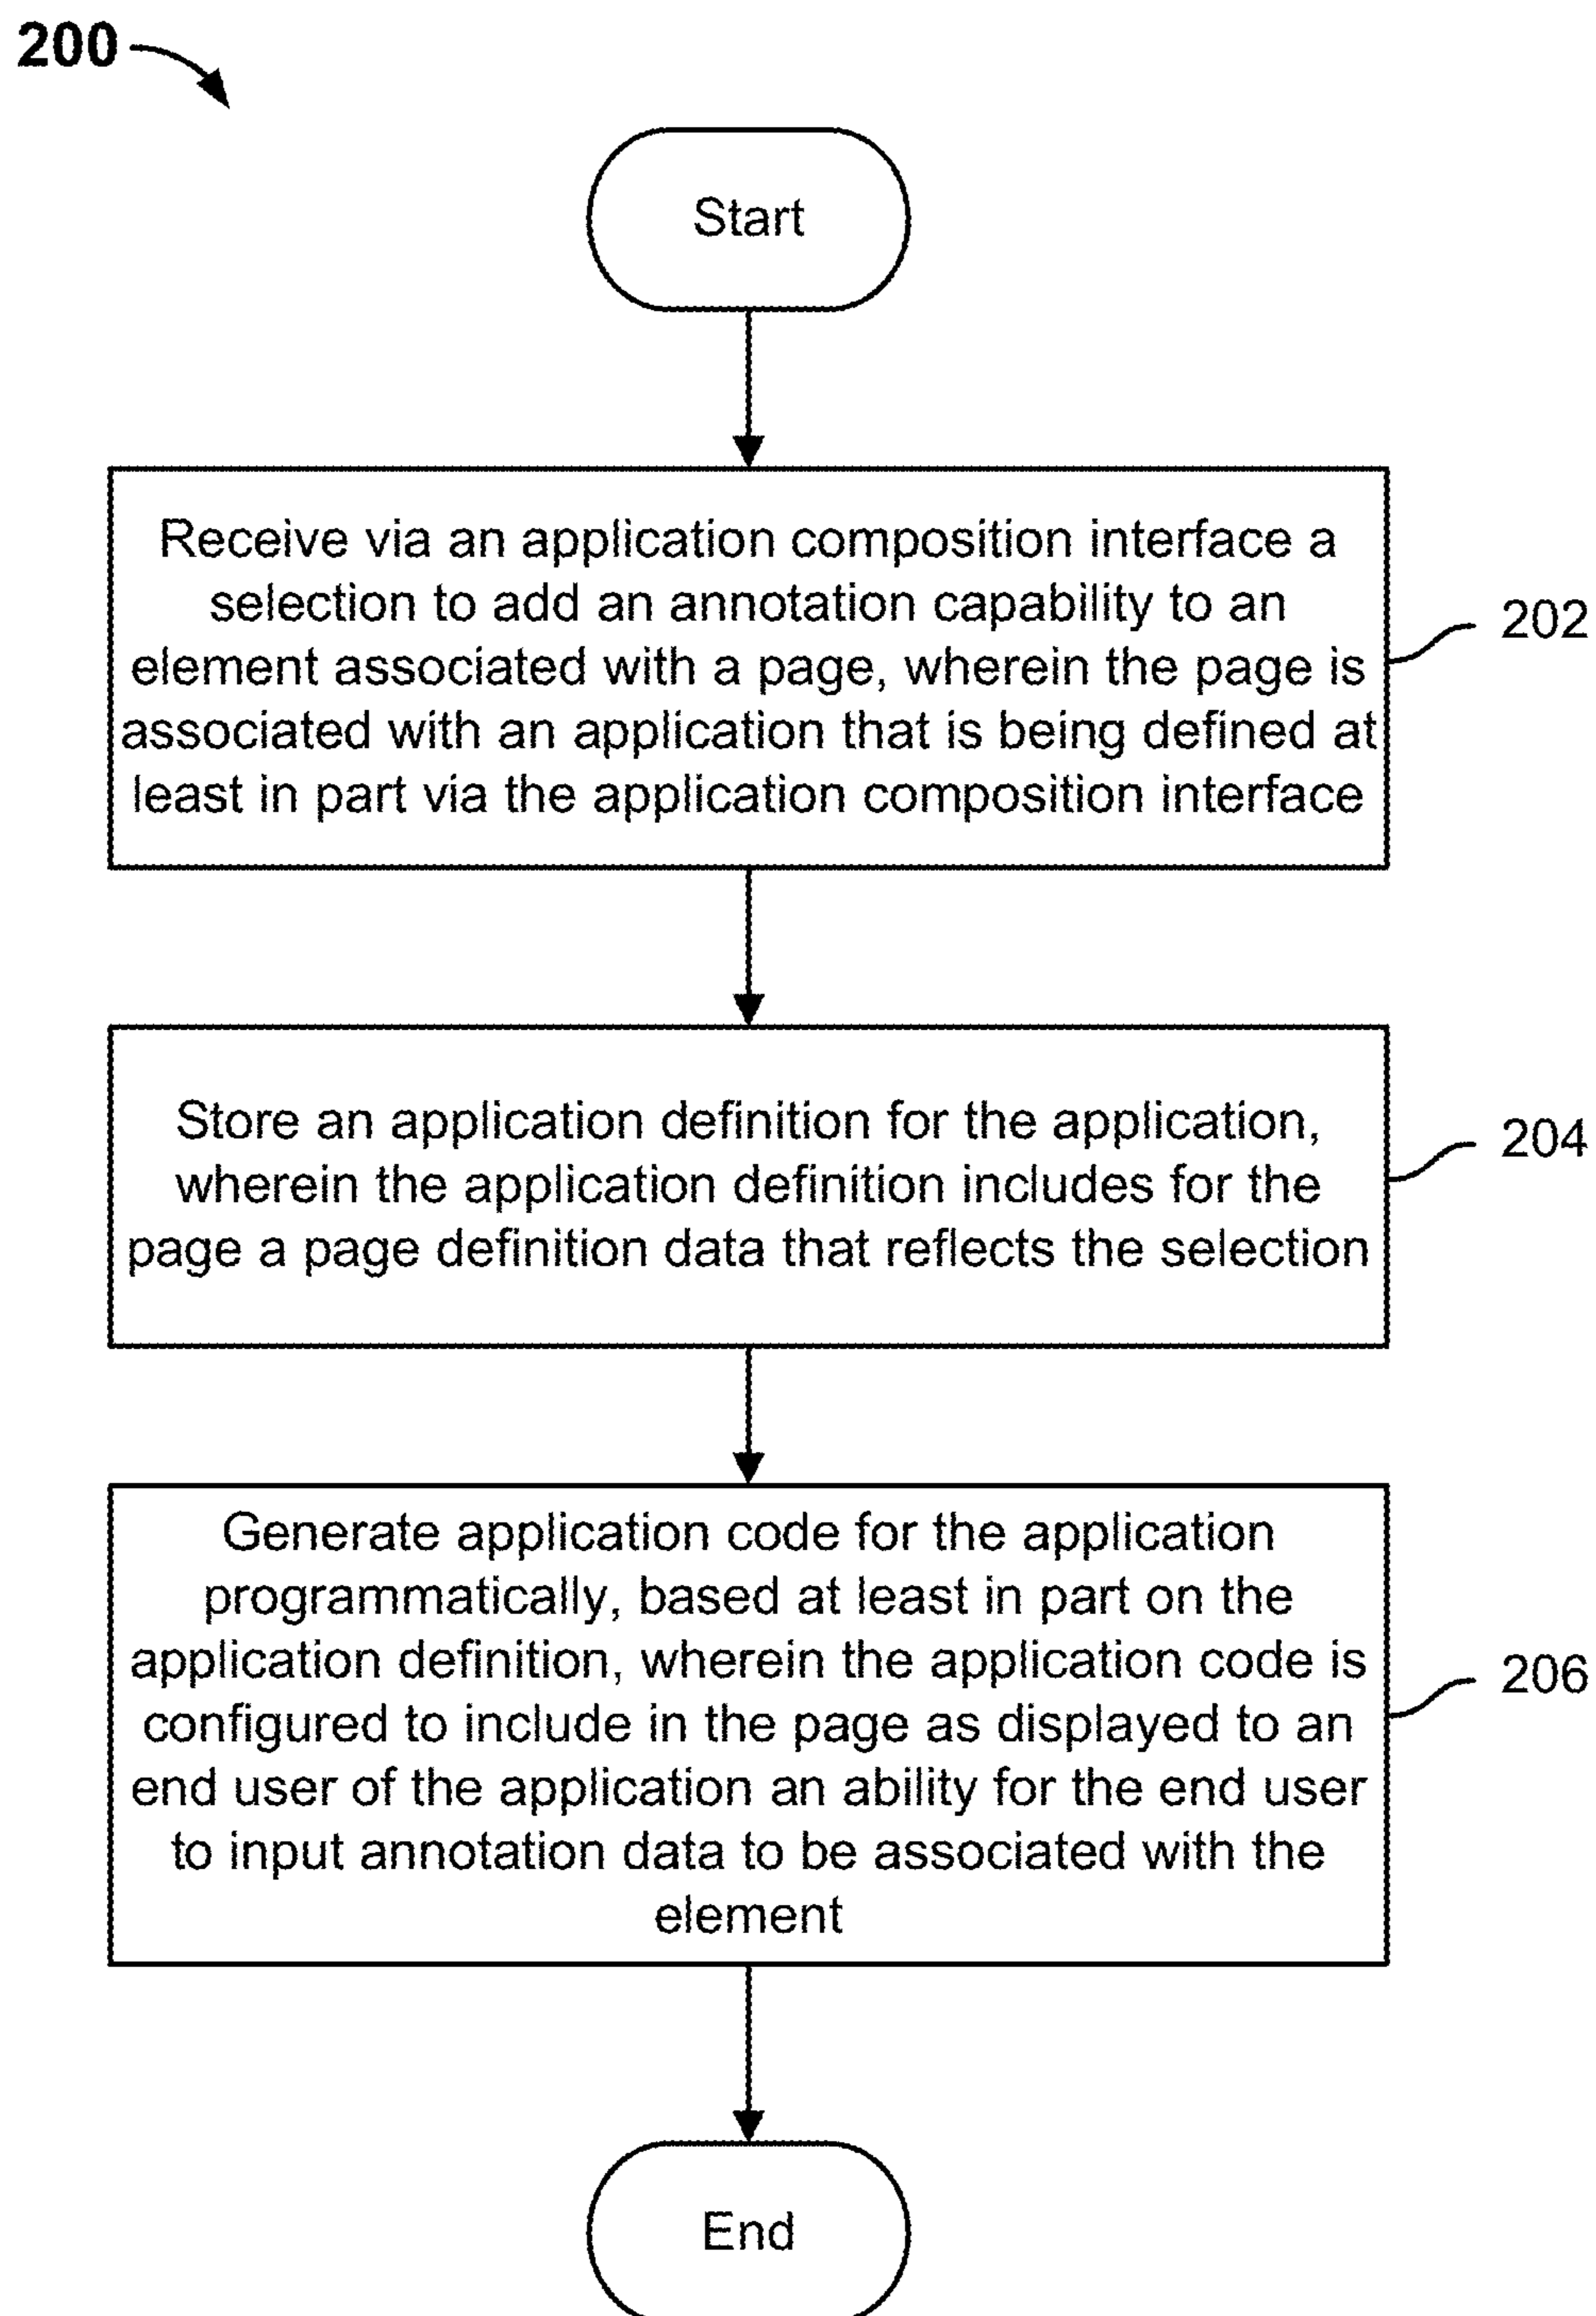 200
Start
Receive via an application composition interface a
selection to add an annotation capability to an
element associated with a page, wherein the page is
associated with an application that is being defined at
least in part via the application composition interface
202
Store an application definition for the application,
wherein the application definition includes for the
page a page definition data that reflects the selection
204
Generate application code for the application
programmatically, based at least in part on the
application definition, wherein the application code is
configured to include in the page as displayed to an
end user of the application an ability for the end user
to input annotation data to be associated with the
element
206
End